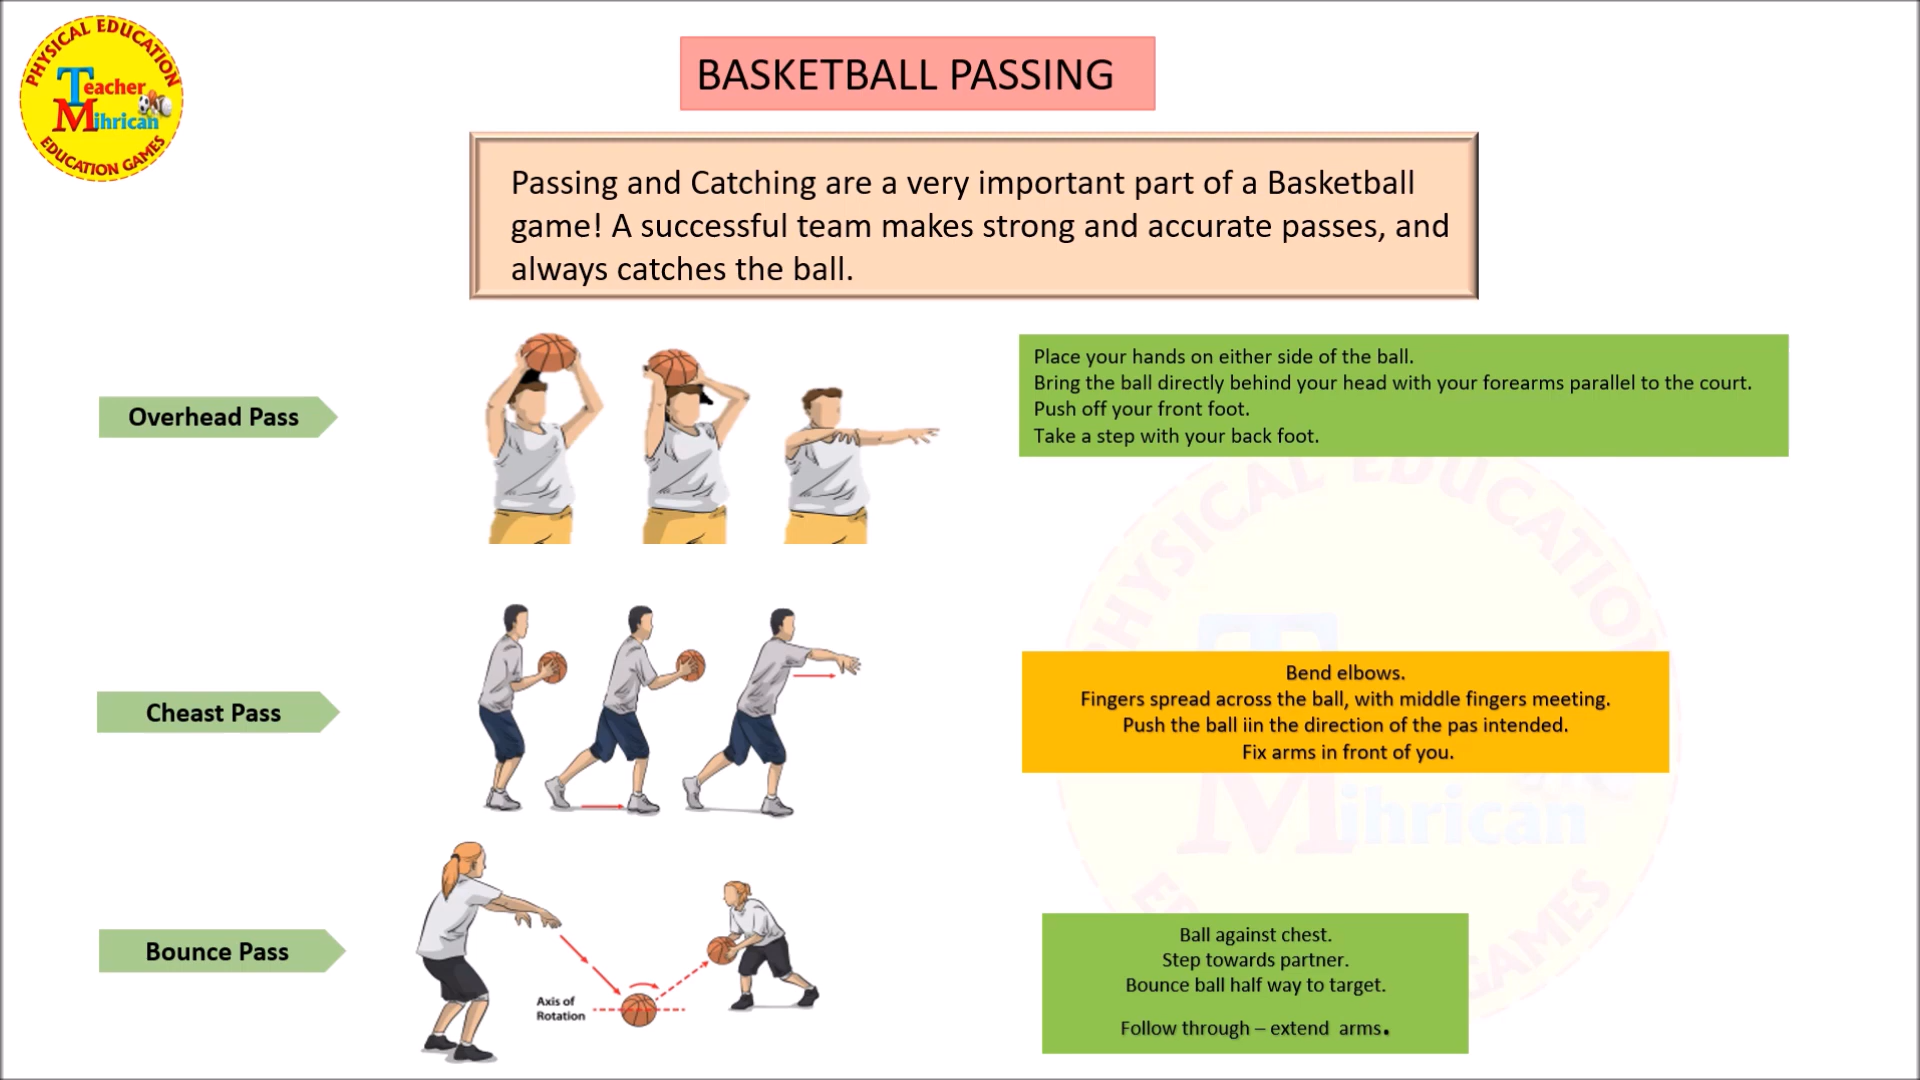 PHYSICAL EDUCATION
Teacher
Mihrican
EDUCATION GAMES
BASKETBALL PASSING
Passing and Catching are a very important part of a Basketball
game! A successful team makes strong and accurate passes, and
always catches the ball.
Overhead Pass
Place your hands on either side of the ball.
Bring the ball directly behind your head with your forearms parallel to the court.
Push off your front foot.
Take a step with your back foot.
Cheast Pass
Bend elbows.
Fingers spread across the ball, with middle fingers meeting.
Push the ball iin the direction of the pas intended.
Fix arms in front of you.
Bounce Pass
Axis of
Rotation
Ball against chest.
Step towards partner.
Bounce ball half way to target.
Follow through – extend  arms.
PHYSICAL EDUCATION
T
Mihrican
GAMES